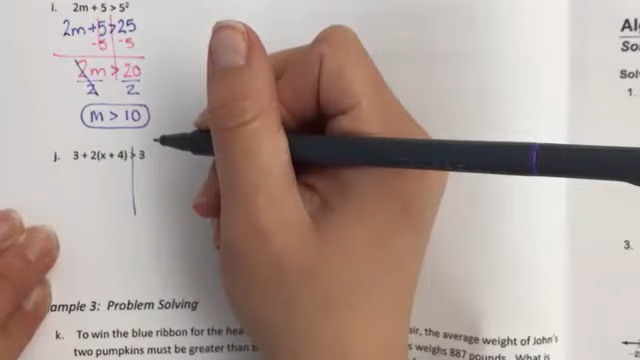 i. 2m + 5 > 5²
2m + 5 > 25
-5 -5
2m > 20
2 2
m > 10
j. 3 + 2(x + 4) > 3
ample 3: Problem Solving
k. To win the blue ribbon for the hea air, the average weight of John's
two pumpkins must be greater than s weighs 887 pounds. What is
Al
So
Sol
1.
3.